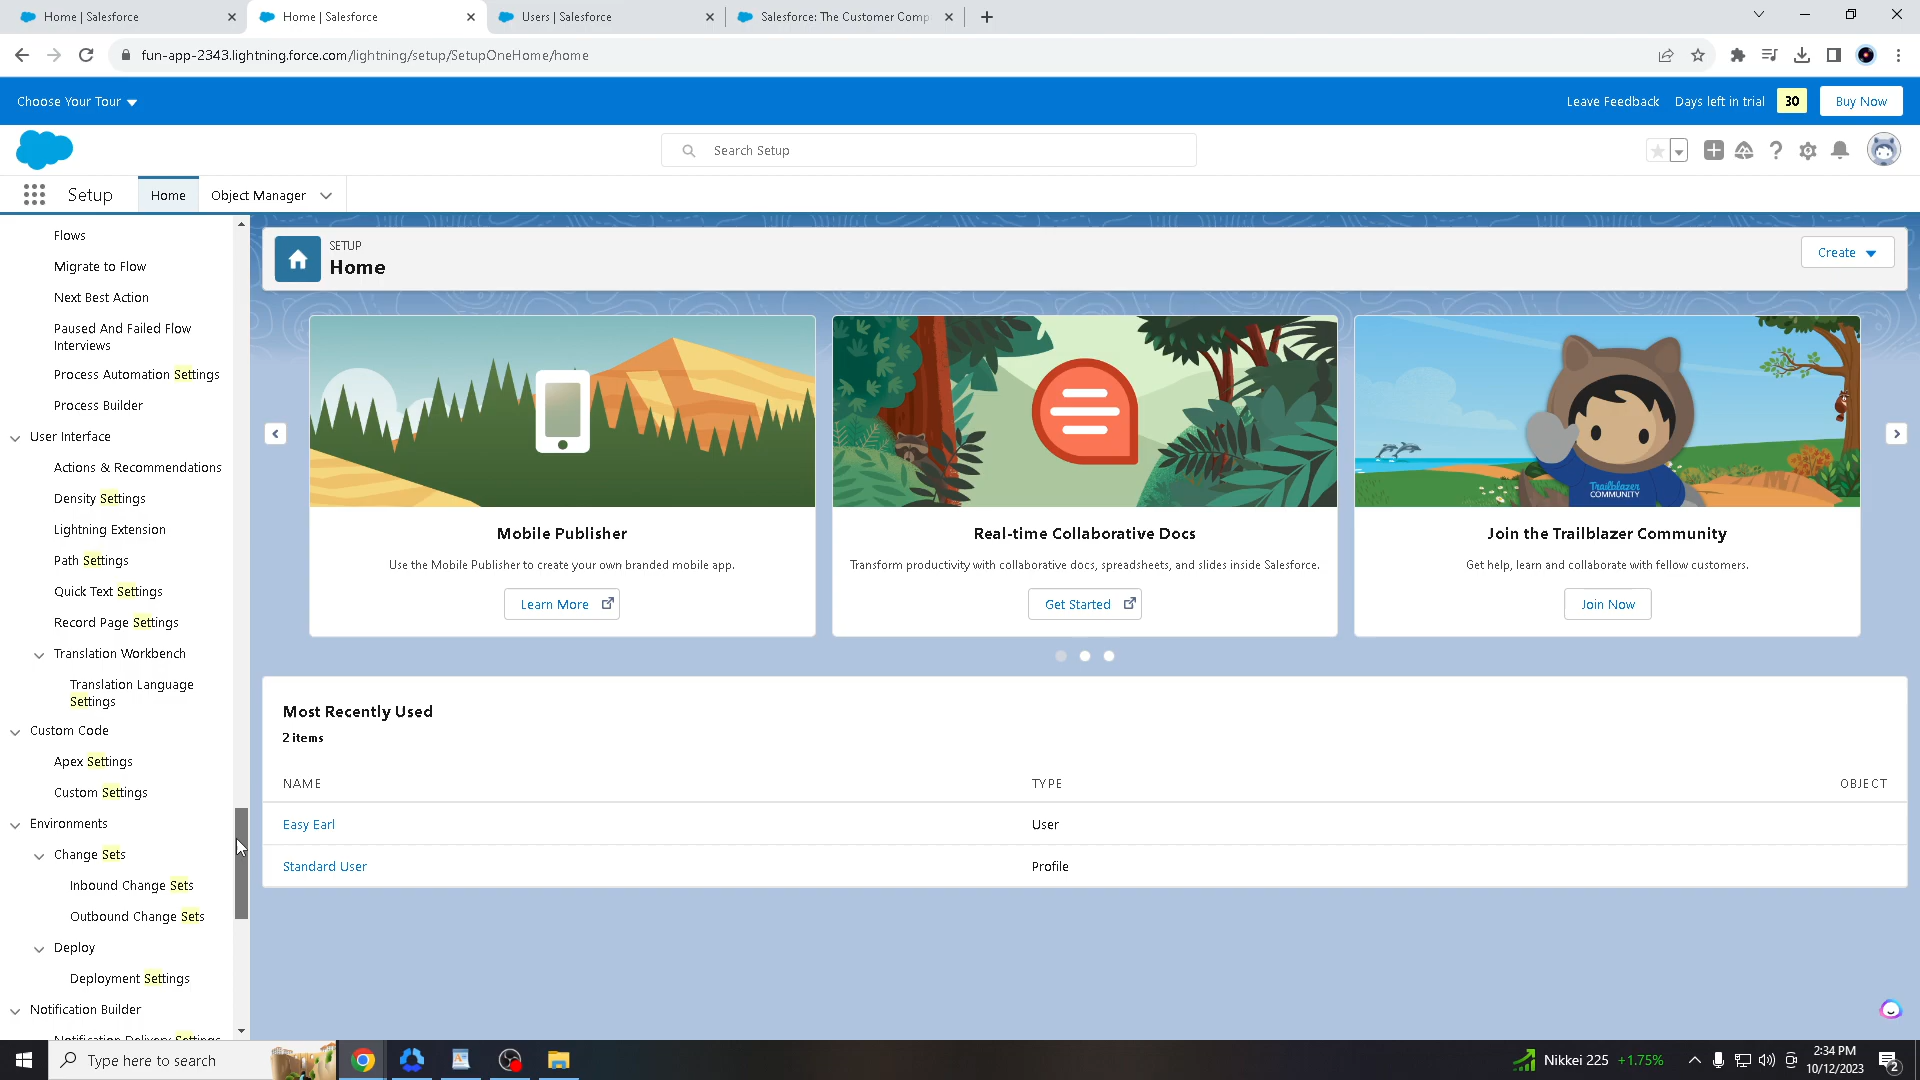 Home | Salesforce
Home | Salesforce
Users | Salesforce
Salesforce: The Customer Comp
fun-app-2343.lightning.force.com/lightning/setup/SetupOneHome/home
Choose Your Tour
Leave Feedback
Days left in trial
30
Buy Now
Search Setup
Setup
Home
Object Manager
Flows
Migrate to Flow
Next Best Action
Paused And Failed Flow
Interviews
Process Automation Settings
Process Builder
User Interface
Actions & Recommendations
Density Settings
Lightning Extension
Path Settings
Quick Text Settings
Record Page Settings
Translation Workbench
Translation Language
Settings
Custom Code
Apex Settings
Custom Settings
Environments
Change Sets
Inbound Change Sets
Outbound Change Sets
Deploy
Deployment Settings
Notification Builder
Notification Delivery Settings
SETUP
Home
Create
Mobile Publisher
Use the Mobile Publisher to create your own branded mobile app.
Learn More
Real-time Collaborative Docs
Transform productivity with collaborative docs, spreadsheets, and slides inside Salesforce.
Get Started
Trailblazer
COMMUNITY
Join the Trailblazer Community
Get help, learn and collaborate with fellow customers.
Join Now
Most Recently Used
2 items
NAME
TYPE
OBJECT
Easy Earl
User
Standard User
Profile
Type here to search
Nikkei 225
+1.75%
2:34 PM
10/12/2023
2